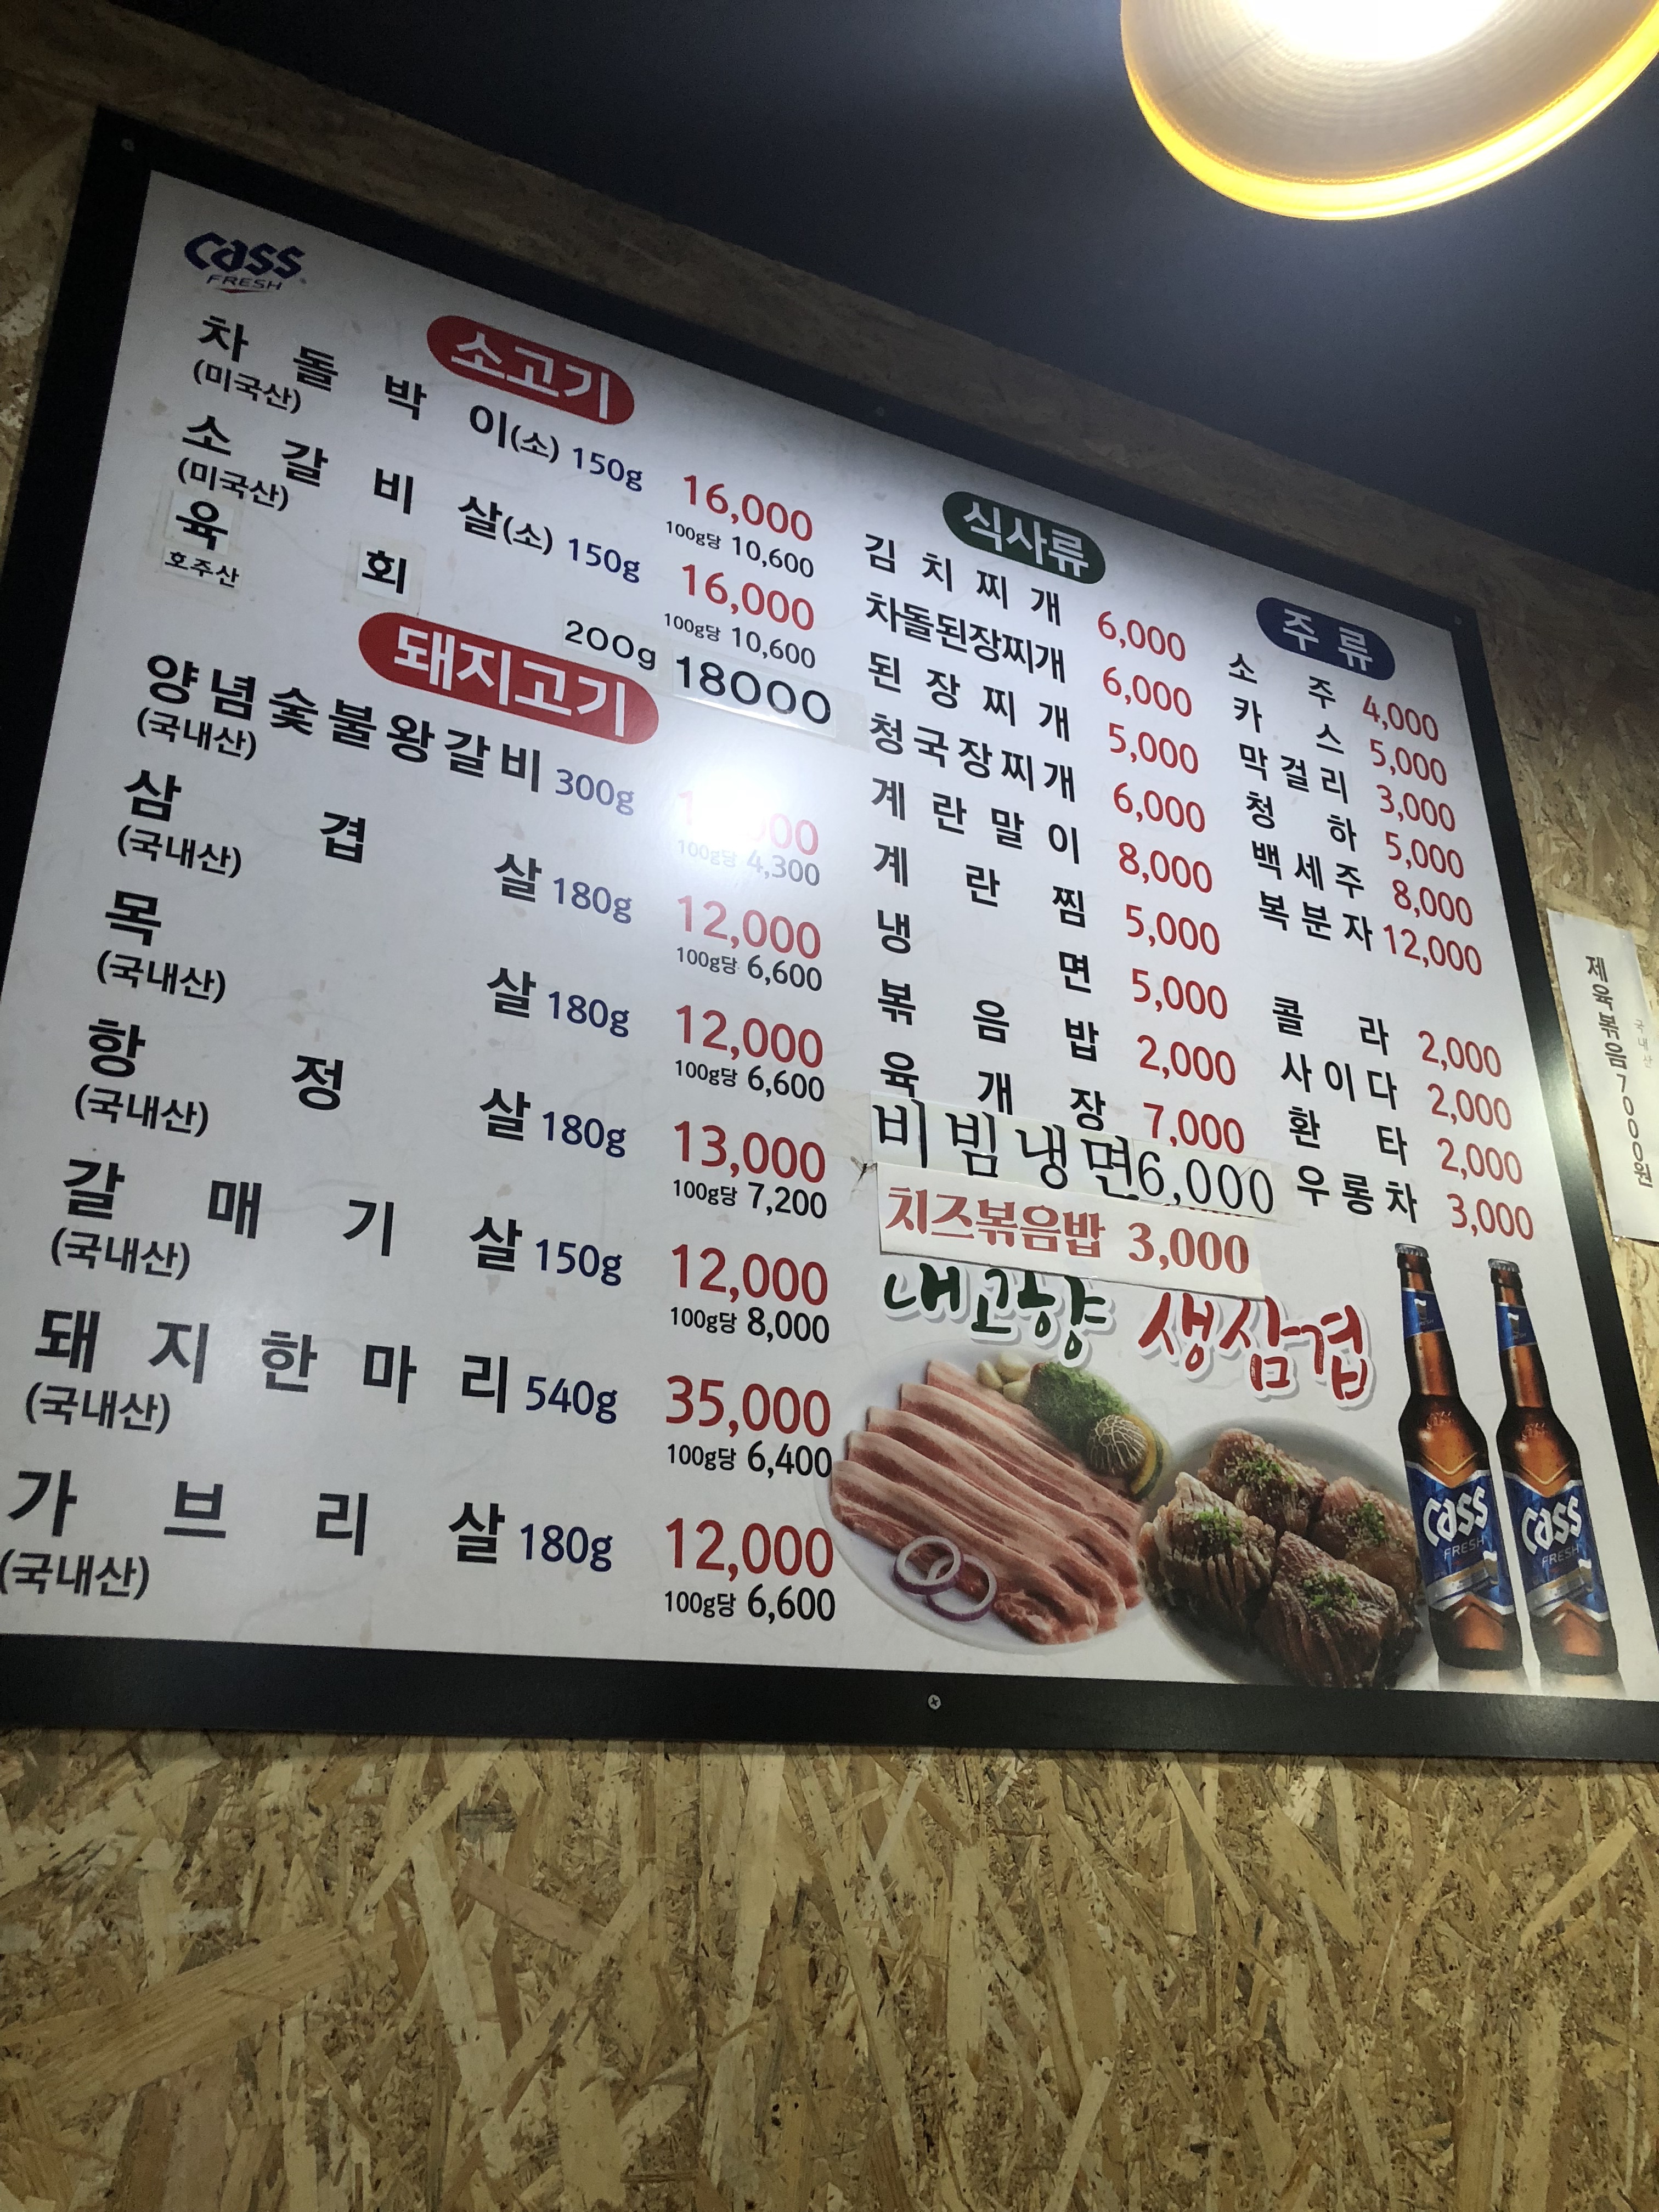 Cass
FRESH
소고기
차돌박이(소) 150g 16,000
(미국산) 100g당 10,600
소갈비살(소) 150g 16,000
(미국산) 100g당 10,600
육회 200g 18000
호주산
돼지고기
양념숯불왕갈비 300g
(국내산) 100g당 4,300
삼겹살 180g 12,000
(국내산) 100g당 6,600
목살 180g 12,000
(국내산) 100g당 6,600
항정살 180g 13,000
(국내산) 100g당 7,200
갈매기살 150g 12,000
(국내산) 100g당 8,000
돼지한마리 540g 35,000
(국내산) 100g당 6,400
가브리살 180g 12,000
(국내산) 100g당 6,600
식사류
김치찌개 6,000
차돌된장찌개 6,000
된장찌개 5,000
청국장찌개 6,000
계란말이 8,000
계란찜 5,000
냉면 5,000
볶음밥 2,000
육개장 7,000
비빔냉면 6,000
치즈볶음밥 3,000
주류
소주 4,000
카스 5,000
막걸리 3,000
청하 5,000
백세주 8,000
복분자 12,000
콜라 2,000
사이다 2,000
환타 2,000
우롱차 3,000
내고향 생삼겹
Cass
FRESH
Cass
FRESH
제육볶음 7000원
국내산